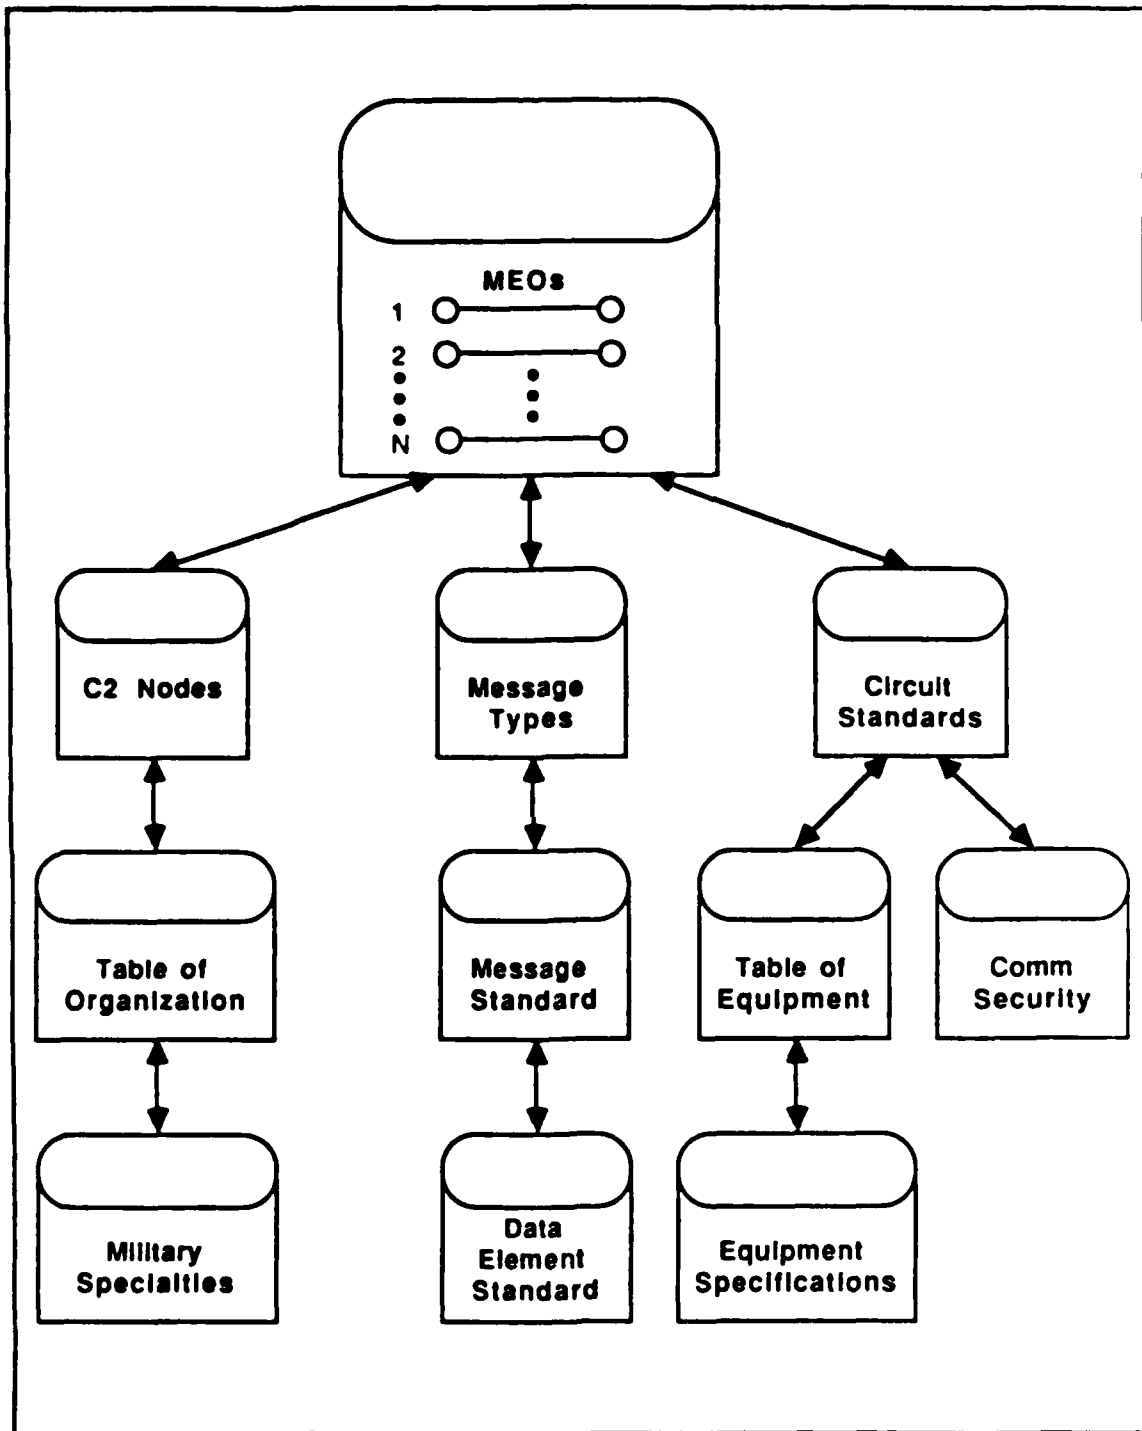 MEOs
1
2
N
C2 Nodes
Message
Types
Circuit
Standards
Table of
Organization
Message
Standard
Table of
Equipment
Comm
Security
Military
Specialties
Data
Element
Standard
Equipment
Specifications